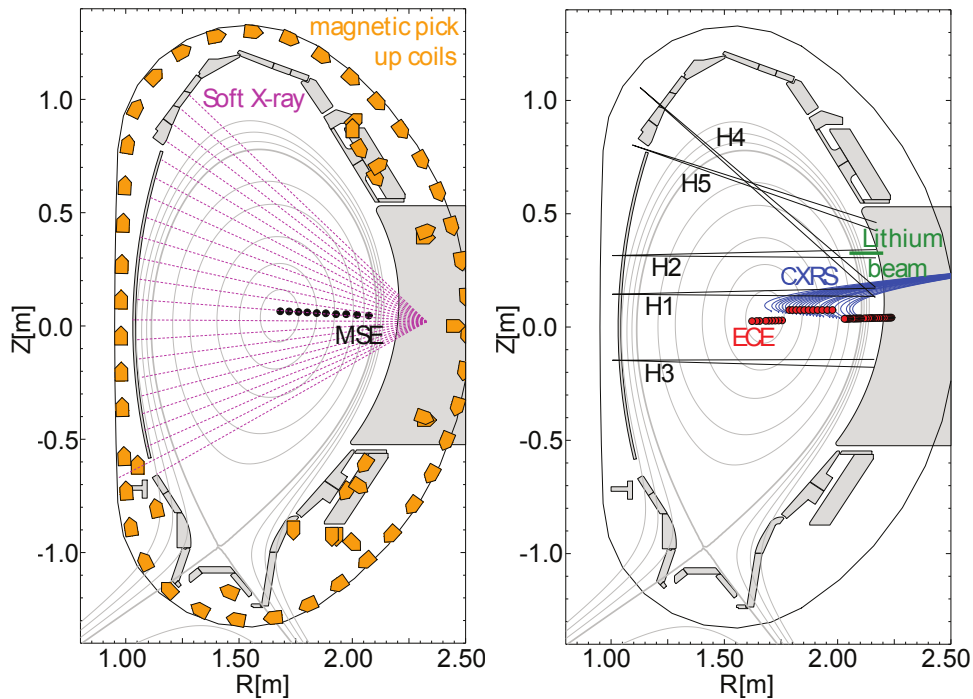 magnetic pick
up coils
Soft X-ray
MSE
1.0
0.5
0.0
-0.5
-1.0
Z[m]
1.00
1.50
2.00
2.50
R[m]
H4
H5
Lithium
beam
H2
CXRS
H1
ECE
H3
1.0
0.5
0.0
-0.5
-1.0
Z[m]
1.00
1.50
2.00
2.50
R[m]